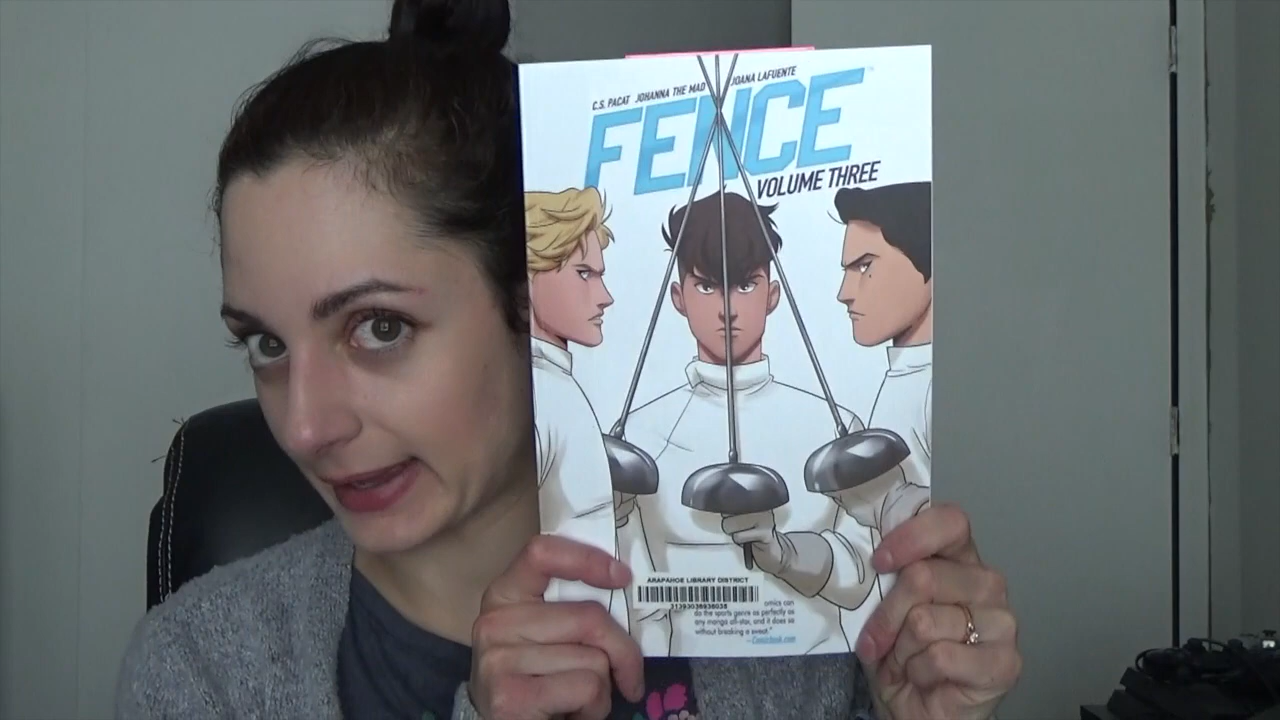 C.S. PACAT JOHANNA THE MAD JOANA LAFUENTE
FENCE
VOLUME THREE
ARAPAHOE LIBRARY DISTRICT
31393036938038
omics can
do the sports genre as perfectly as
any manga all-star, and it does so
without breaking a sweat."
—Comicbook.com